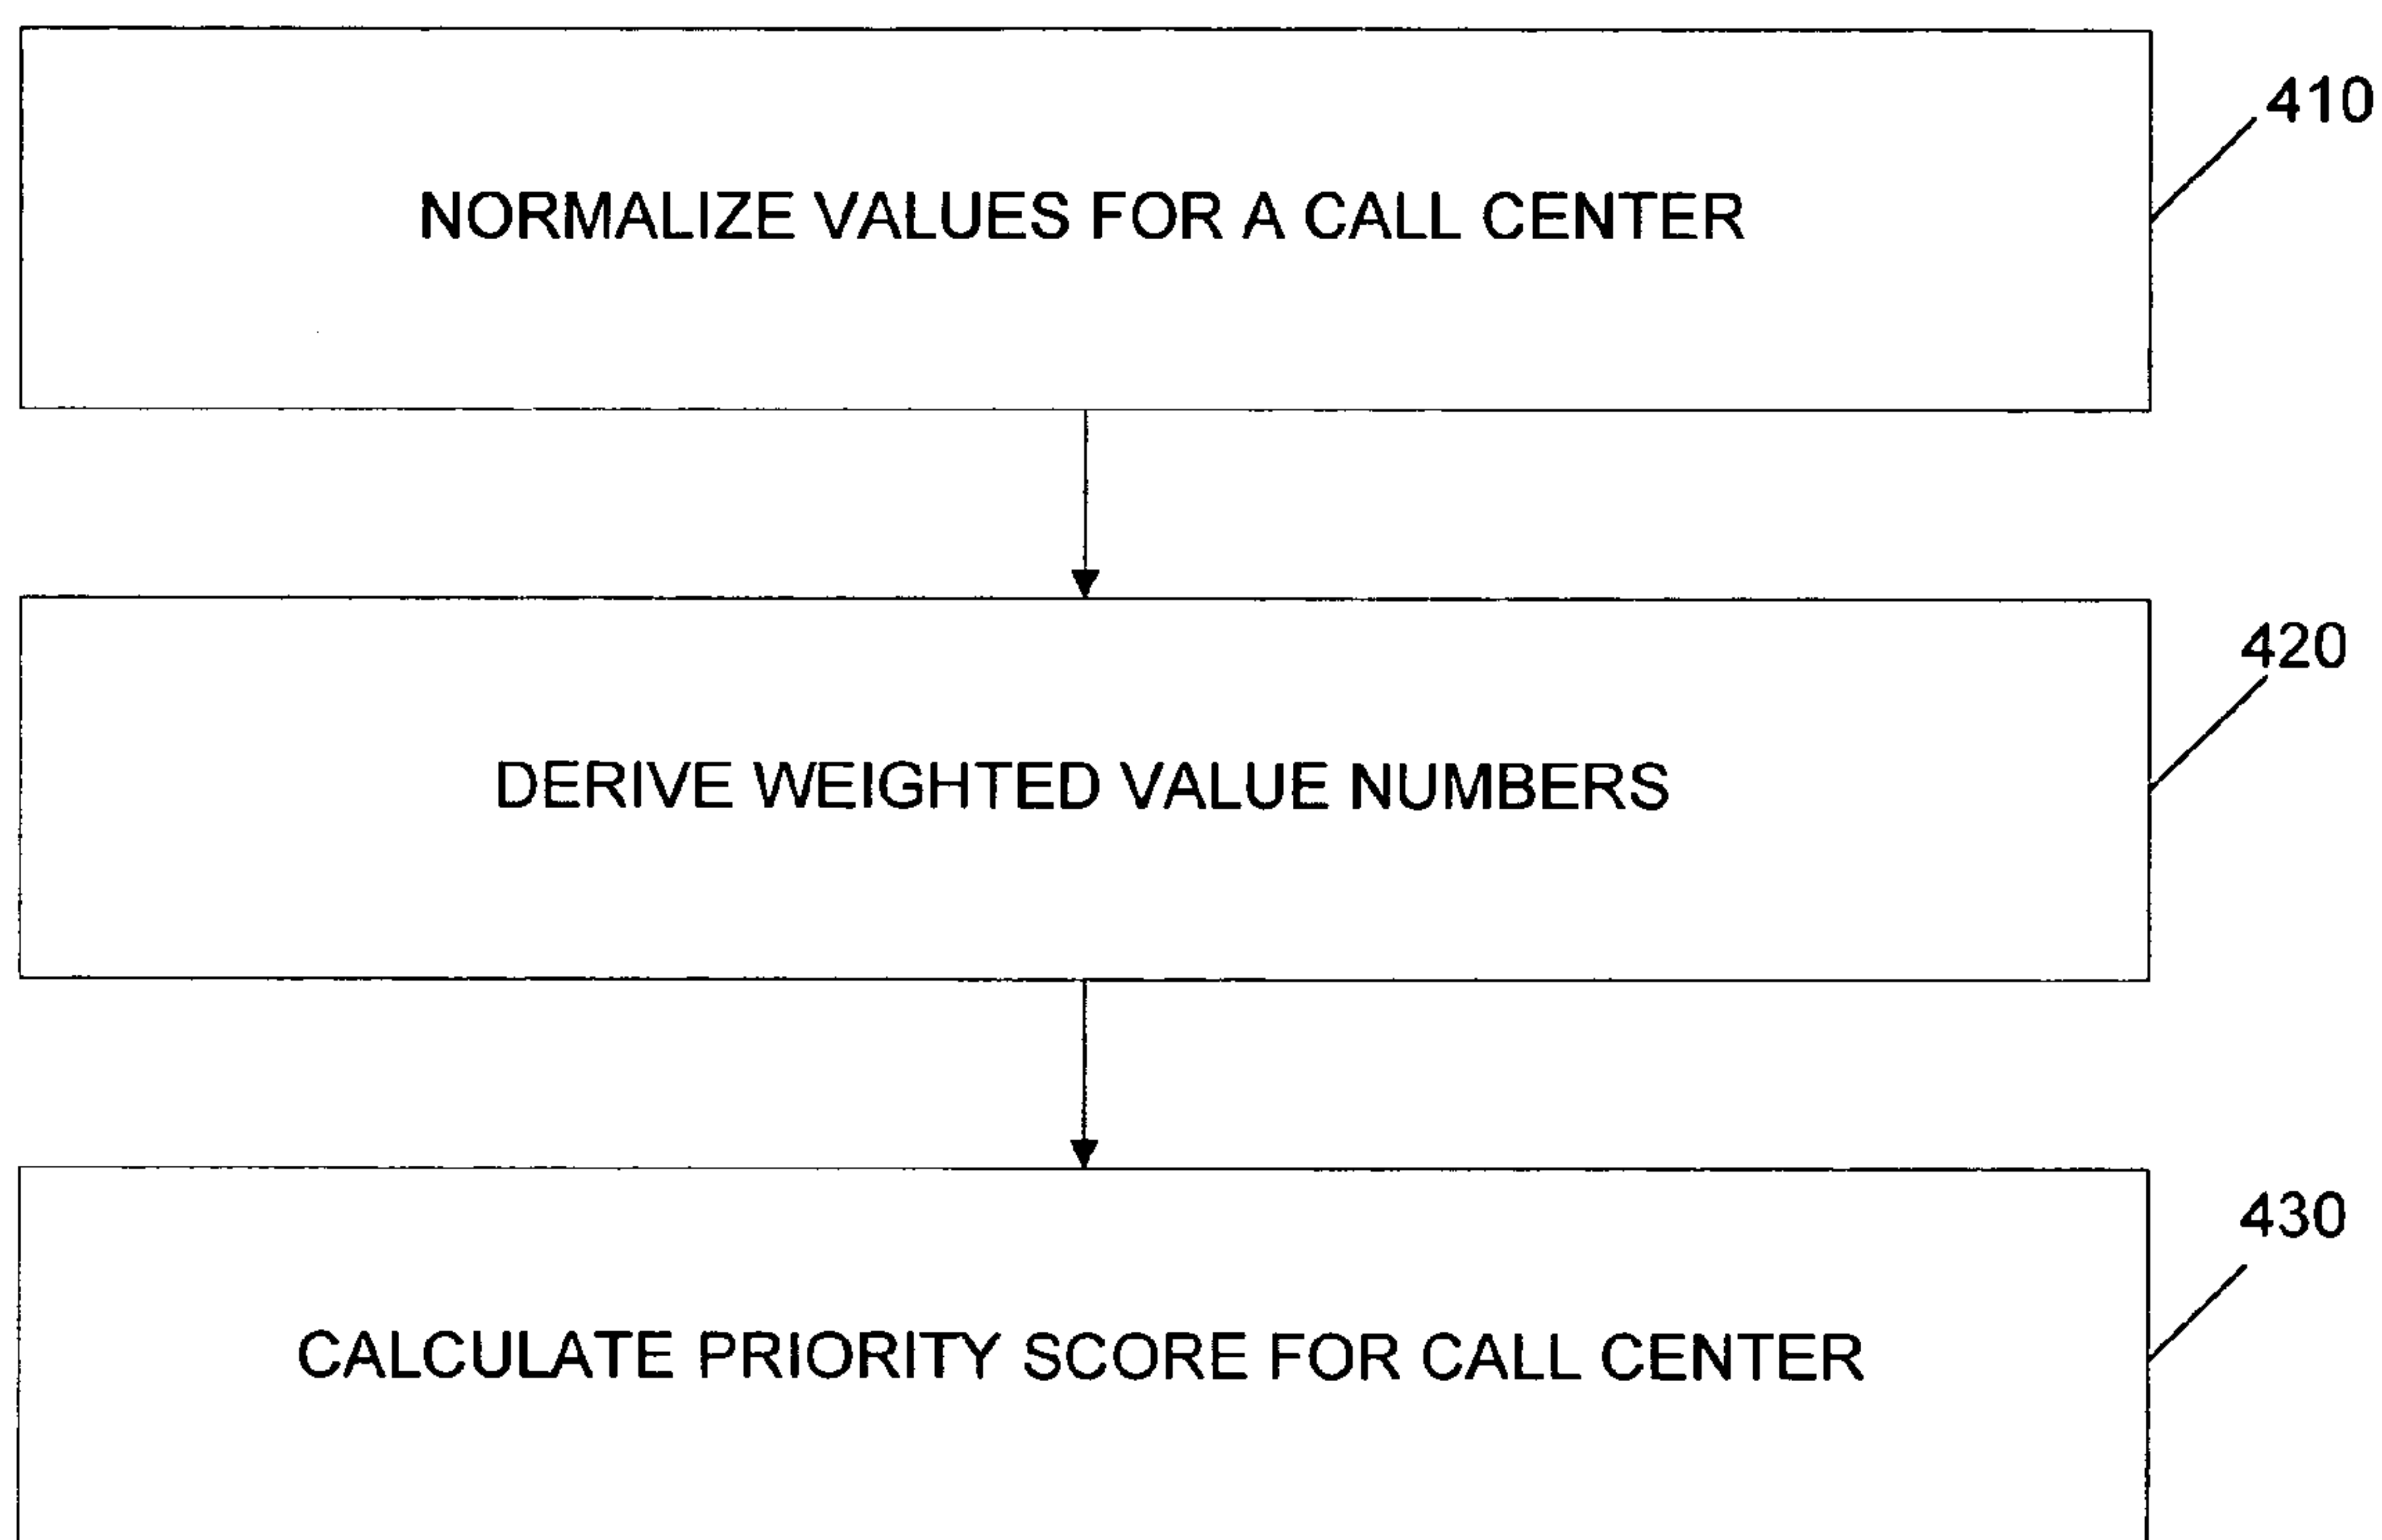 410
NORMALIZE VALUES FOR A CALL CENTER
420
DERIVE WEIGHTED VALUE NUMBERS
430
CALCULATE PRIORITY SCORE FOR CALL CENTER